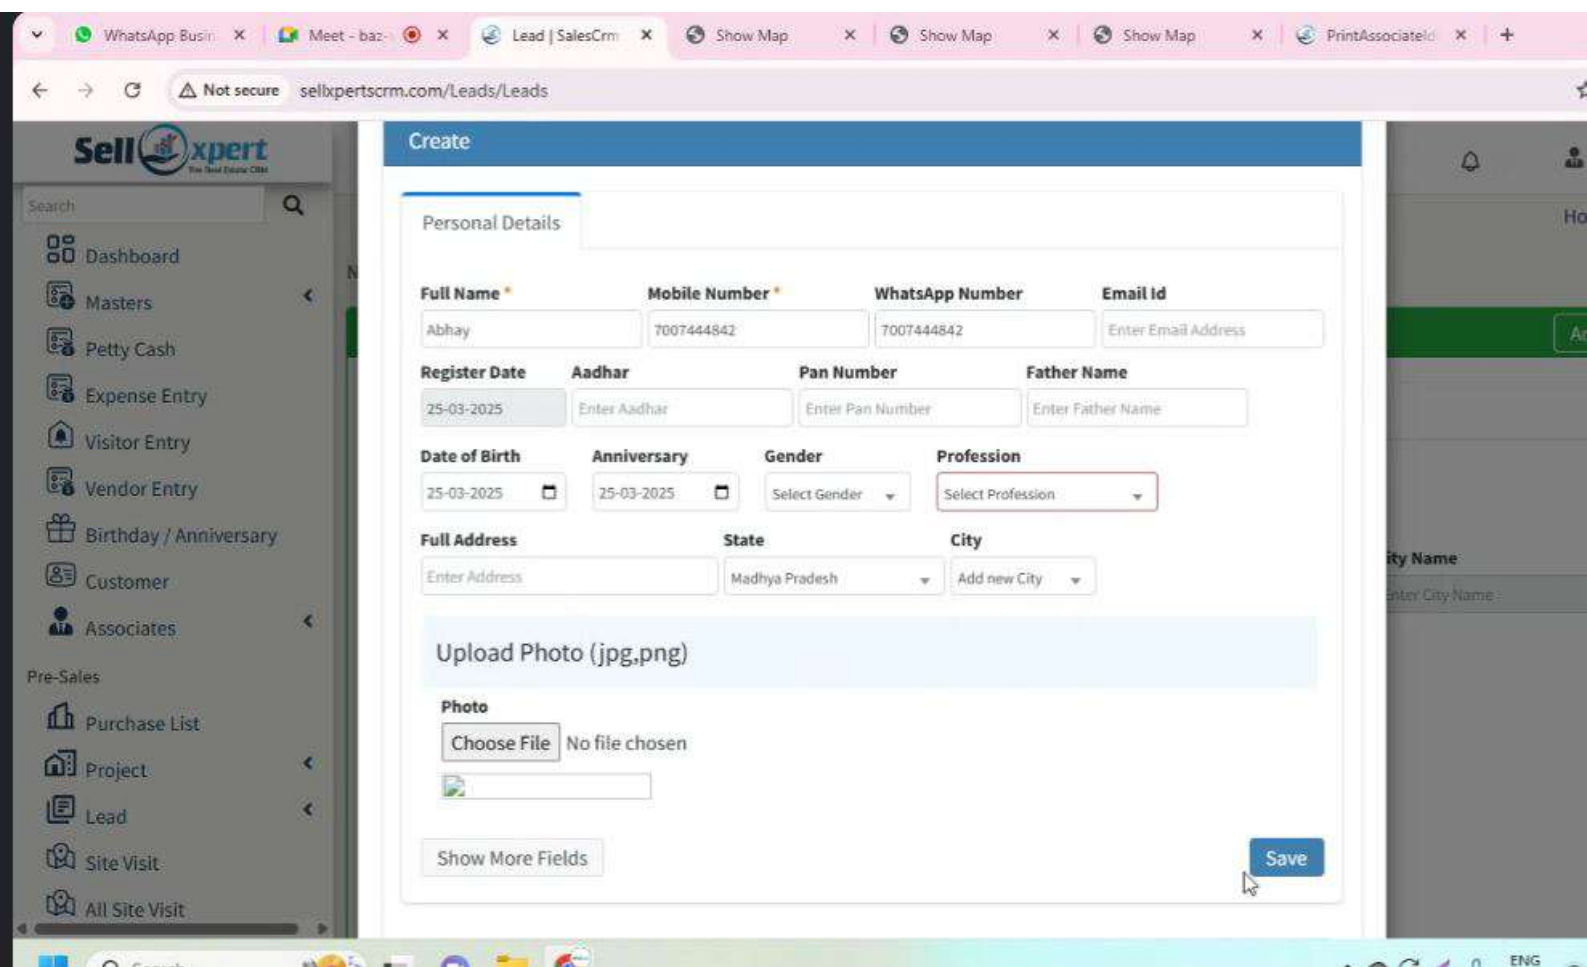 WhatsApp Busin
Meet - baz-
Lead | SalesCrm
Show Map
Show Map
Show Map
PrintAssociateId
Not secure sellxpertscrm.com/Leads/Leads
Sell xpert
The Real Estate CRM
Create
Search
Personal Details
Dashboard
Masters
Petty Cash
Expense Entry
Visitor Entry
Vendor Entry
Birthday / Anniversary
Customer
Associates
Pre-Sales
Purchase List
Project
Lead
Site Visit
All Site Visit
Full Name * Mobile Number * WhatsApp Number Email Id
Abhay 7007444842 7007444842 Enter Email Address
Register Date Aadhar Pan Number Father Name
25-03-2025 Enter Aadhar Enter Pan Number Enter Father Name
Date of Birth Anniversary Gender Profession
25-03-2025 25-03-2025 Select Gender Select Profession
Full Address State City
Enter Address Madhya Pradesh Add new City
Upload Photo (jpg,png)
Photo
Choose File No file chosen
Show More Fields Save
Ho
ity Name
Enter City Name
ENG